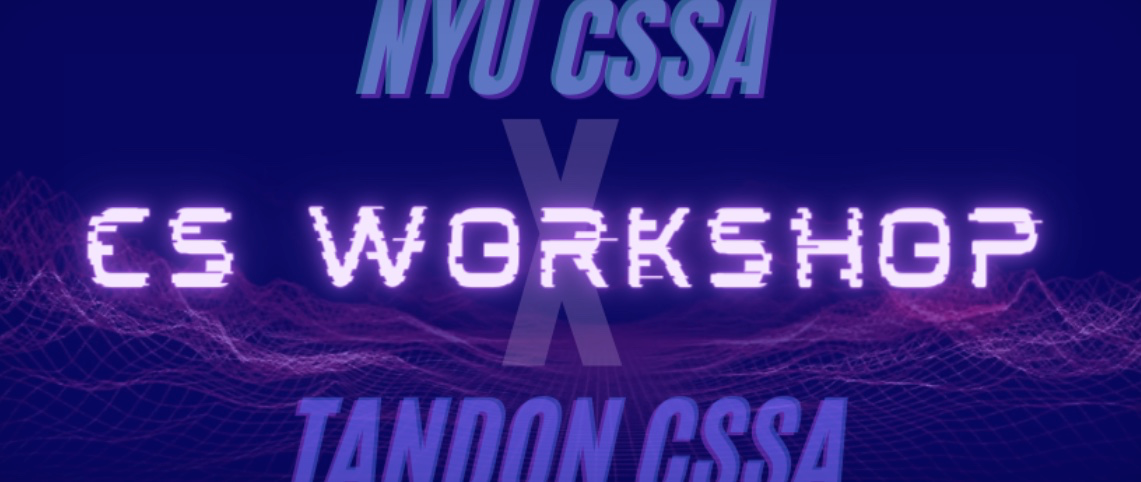 NYU CSSA
X
CS WORKSHOP
TANDON CSSA